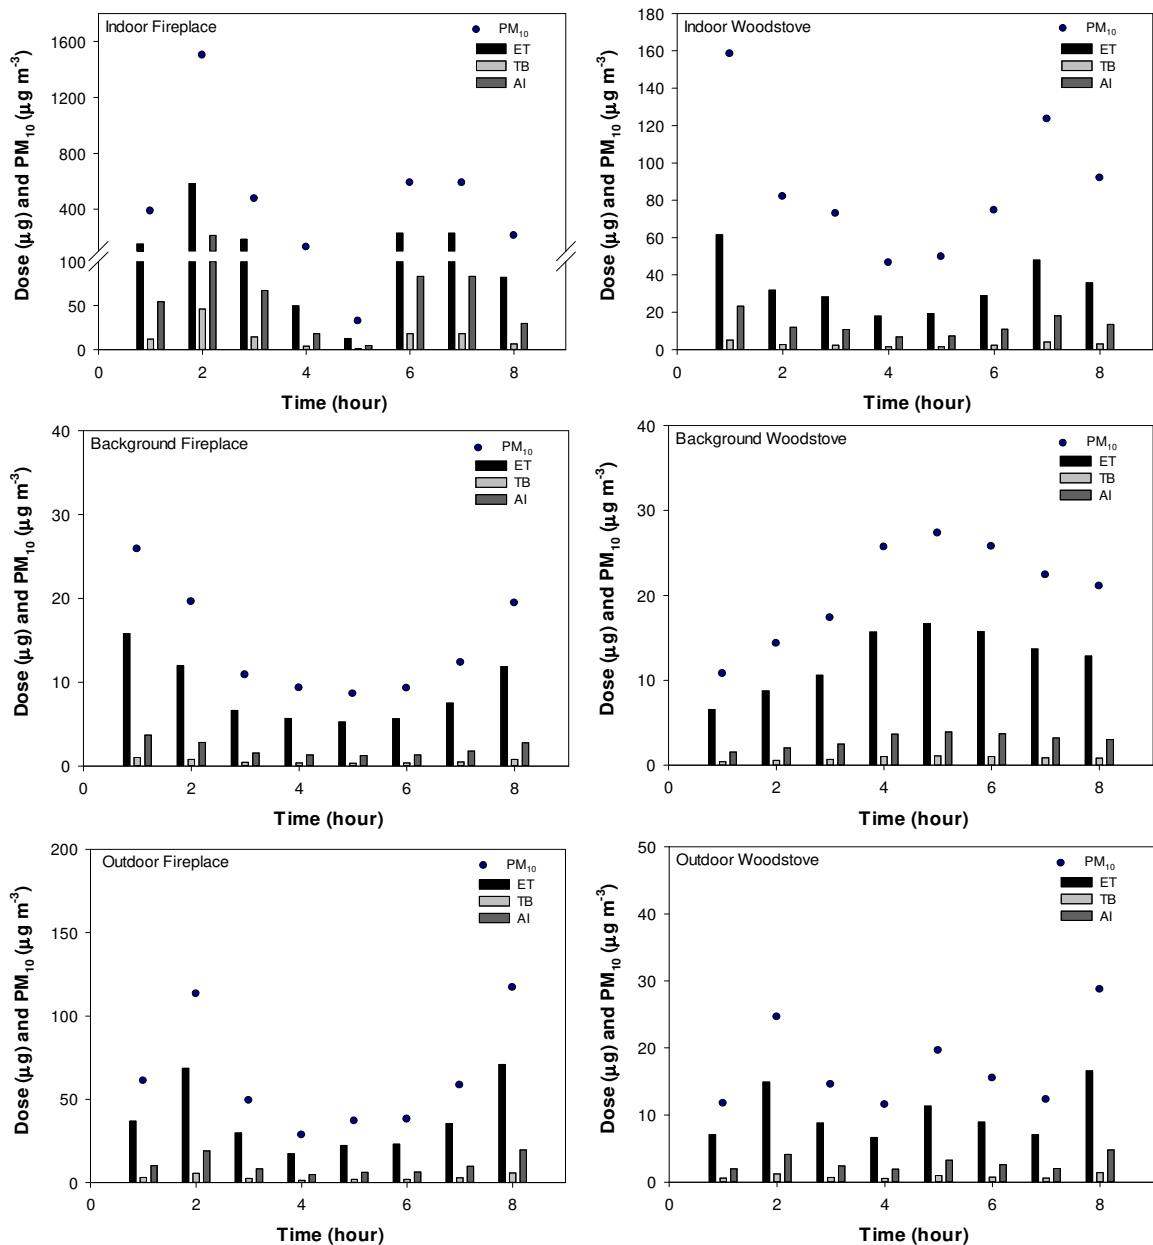 Indoor Fireplace
PM10
ET
TB
AI
1600
1200
800
400
100
50
0
0
2
4
6
8
Time (hour)
Dose (µg) and PM10 (µg m-3)
Indoor Woodstove
PM10
ET
TB
AI
180
160
140
120
100
80
60
40
20
0
0
2
4
6
8
Time (hour)
Dose (µg) and PM10 (µg m-3)
Background Fireplace
PM10
ET
TB
AI
40
30
20
10
0
0
2
4
6
8
Time (hour)
Dose (µg) and PM10 (µg m-3)
Background Woodstove
PM10
ET
TB
AI
40
30
20
10
0
0
2
4
6
8
Time (hour)
Dose (µg) and PM10 (µg m-3)
Outdoor Fireplace
PM10
ET
TB
AI
200
150
100
50
0
0
2
4
6
8
Time (hour)
Dose (µg) and PM10 (µg m-3)
Outdoor Woodstove
PM10
ET
TB
AI
50
40
30
20
10
0
0
2
4
6
8
Time (hour)
Dose (µg) and PM10 (µg m-3)